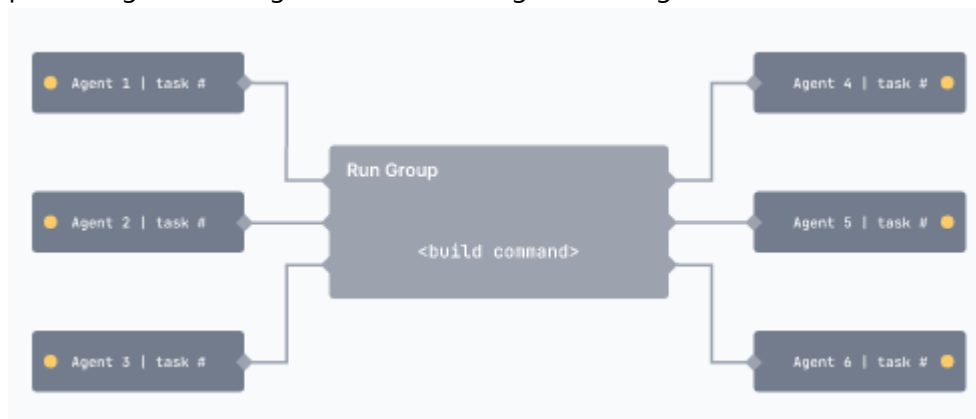 Agent 1 | task #
Agent 4 | task #
Run Group
Agent 2 | task #
Agent 5 | task #
<build command>
Agent 3 | task #
Agent 6 | task #